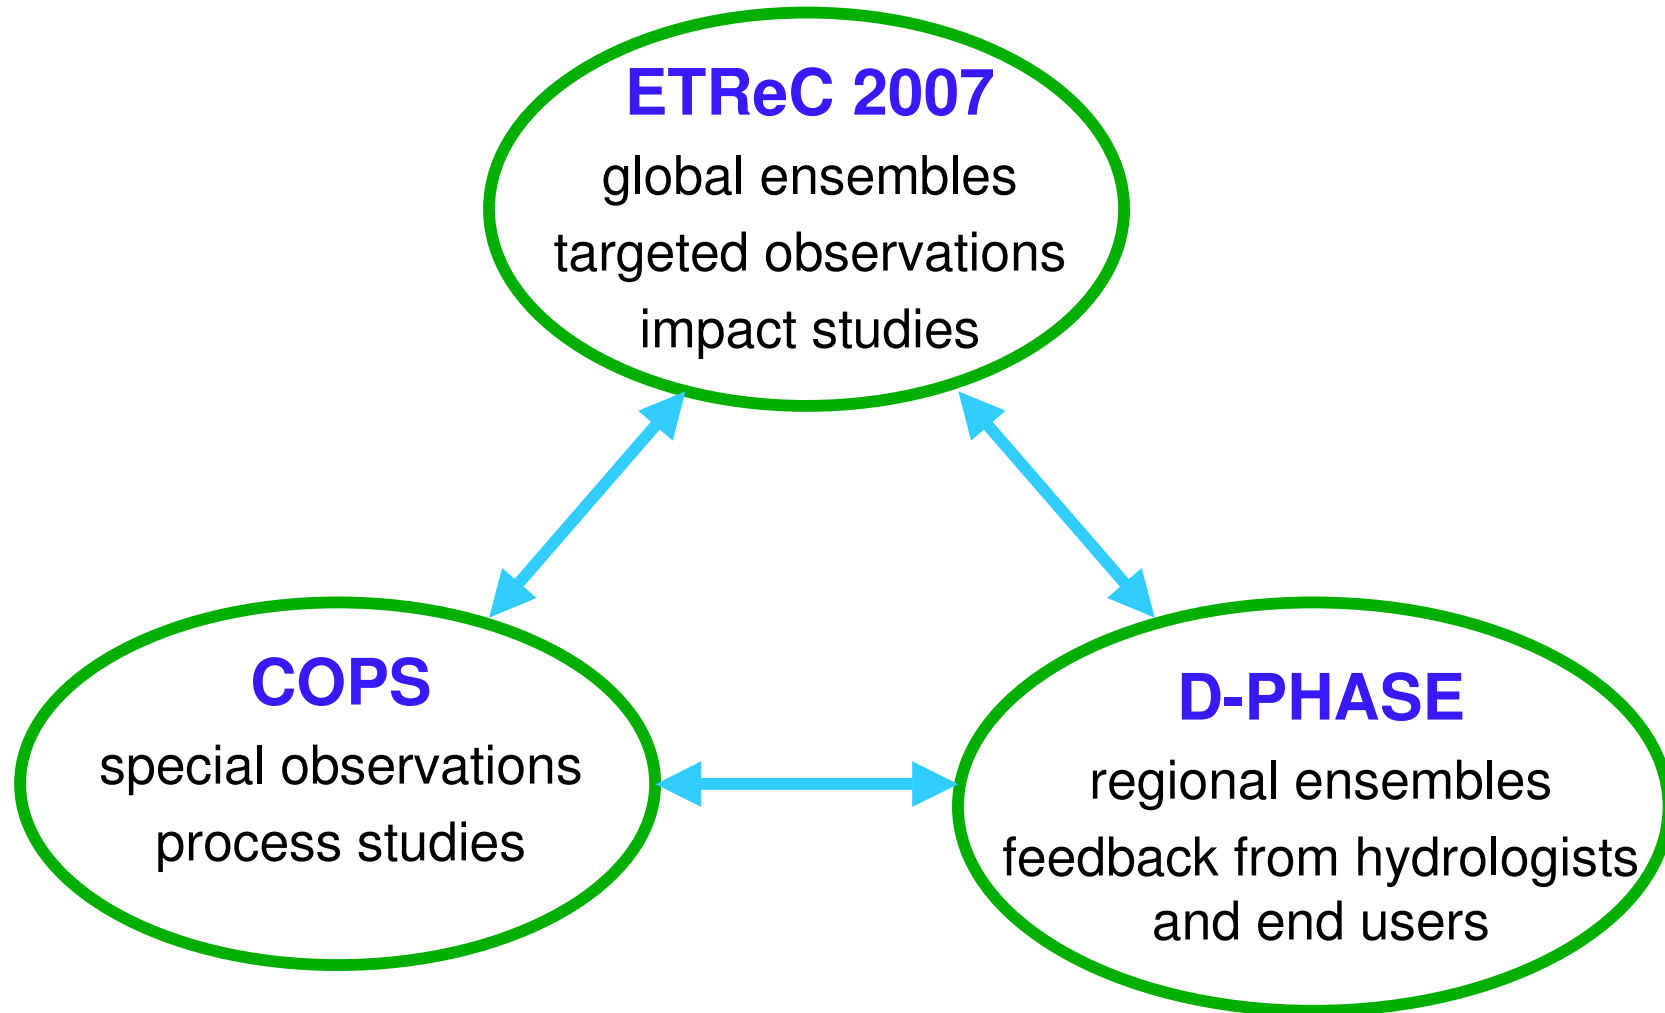 ETReC 2007
global ensembles
targeted observations
impact studies
COPS
special observations
process studies
D-PHASE
regional ensembles
feedback from hydrologists
and end users